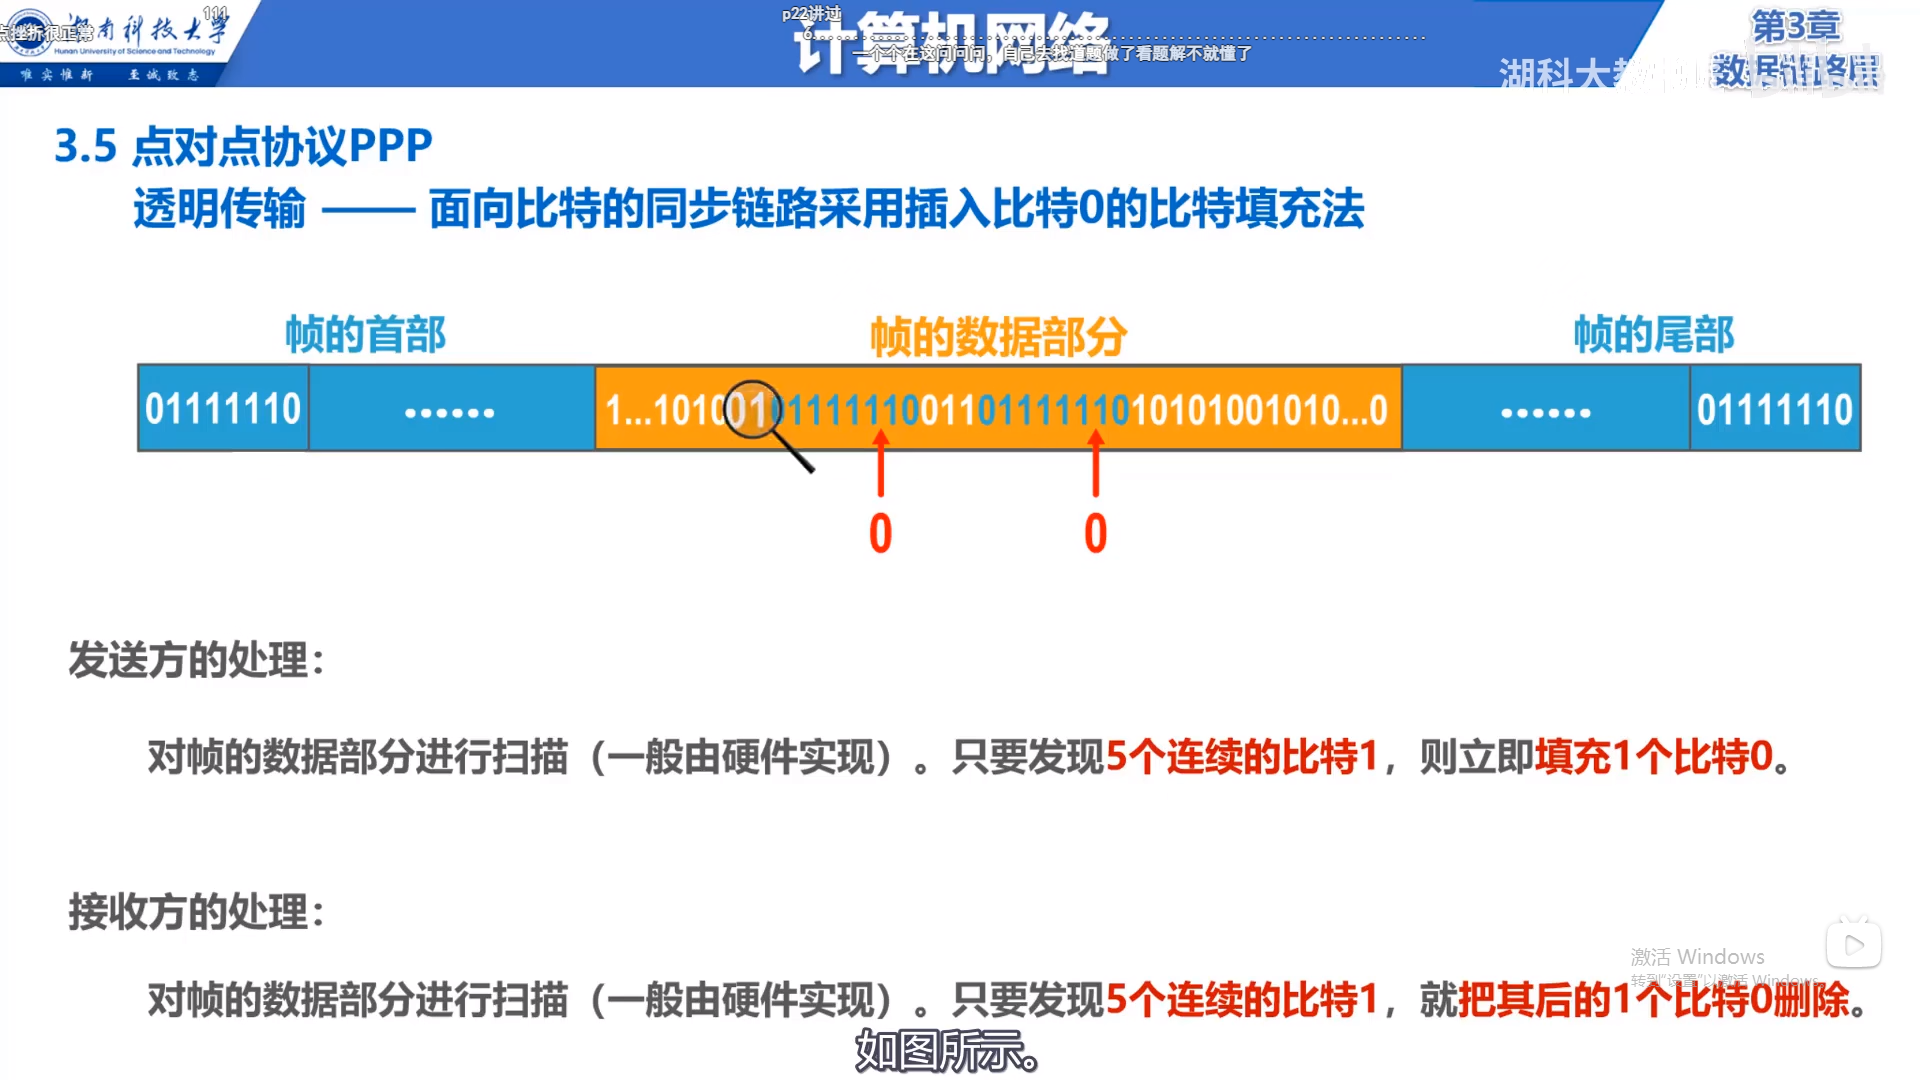 湖南科技大学
Hunan University of Science and Technology
唯实惟新 至诚致志
111
点挫折很正常
计算机网络
p22讲过
6
一个个在这问问问，自己去找道题做了看题解不就懂了
第3章
数据链路层
湖科大教
3.5 点对点协议PPP
透明传输 —— 面向比特的同步链路采用插入比特0的比特填充法
帧的首部 帧的数据部分 帧的尾部
01111110 …… 1...10100101111111001101111111010101001010...0 …… 01111110
0 0
发送方的处理：
对帧的数据部分进行扫描（一般由硬件实现）。只要发现5个连续的比特1，则立即填充1个比特0。
接收方的处理：
对帧的数据部分进行扫描（一般由硬件实现）。只要发现5个连续的比特1，就把其后的1个比特0删除。
激活 Windows
转到“设置”以激活 Windows。
如图所示。